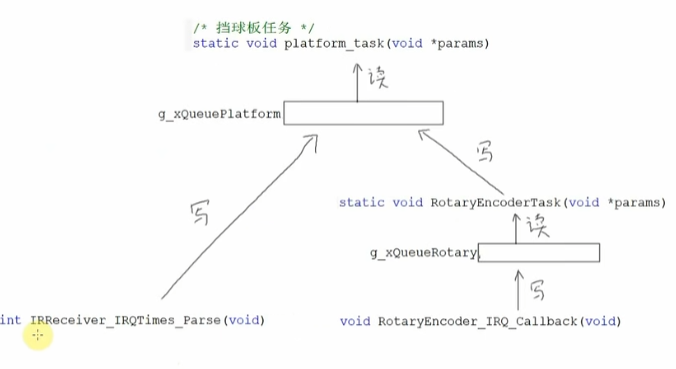 /* 挡球板任务 */
static void platform_task(void *params)
读
g_xQueuePlatform
写
写
static void RotaryEncoderTask(void *params)
读
g_xQueueRotary
写
int IRReceiver_IRQTimes_Parse(void)
void RotaryEncoder_IRQ_Callback(void)